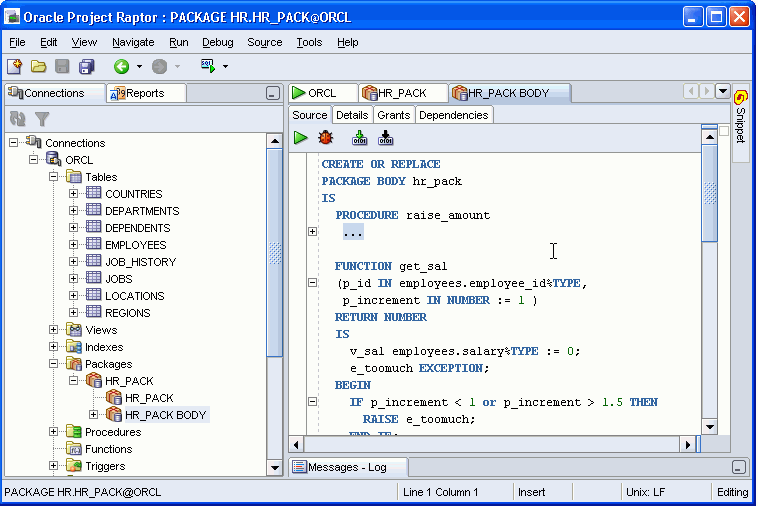 Oracle Project Raptor : PACKAGE HR.HR_PACK@ORCL
File Edit View Navigate Run Debug Source Tools Help
SQL
Connections
Reports
Connections
ORCL
Tables
COUNTRIES
DEPARTMENTS
DEPENDENTS
EMPLOYEES
JOB_HISTORY
JOBS
LOCATIONS
REGIONS
Views
Indexes
Packages
HR_PACK
HR_PACK
HR_PACK BODY
Procedures
Functions
Triggers
ORCL
HR_PACK
HR_PACK BODY
Source Details Grants Dependencies
CREATE OR REPLACE
PACKAGE BODY hr_pack
IS
PROCEDURE raise_amount
...
FUNCTION get_sal
(p_id IN employees.employee_id%TYPE,
p_increment IN NUMBER := 1 )
RETURN NUMBER
IS
v_sal employees.salary%TYPE := 0;
e_toomuch EXCEPTION;
BEGIN
IF p_increment < 1 or p_increment > 1.5 THEN
RAISE e_toomuch;
END IF;
Snippet
Messages - Log
PACKAGE HR.HR_PACK@ORCL
Line 1 Column 1
Insert
Unix: LF
Editing